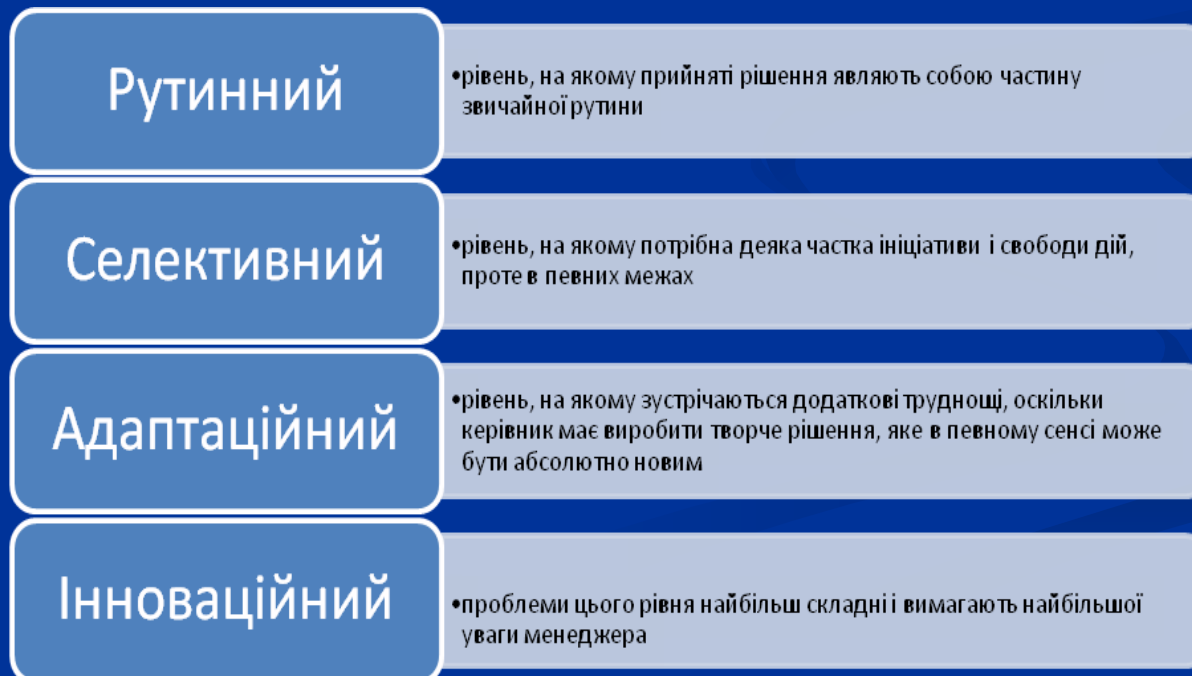 Рутинний
•рівень, на якому прийняті рішення являють собою частину
звичайної рутини
Селективний
•рівень, на якому потрібна деяка частка ініціативи і свободи дій,
проте в певних межах
Адаптаційний
•рівень, на якому зустрічаються додаткові труднощі, оскільки
керівник має виробити творче рішення, яке в певному сенсі може
бути абсолютно новим
Інноваційний
•проблеми цього рівня найбільш складні і вимагають найбільшої
уваги менеджера